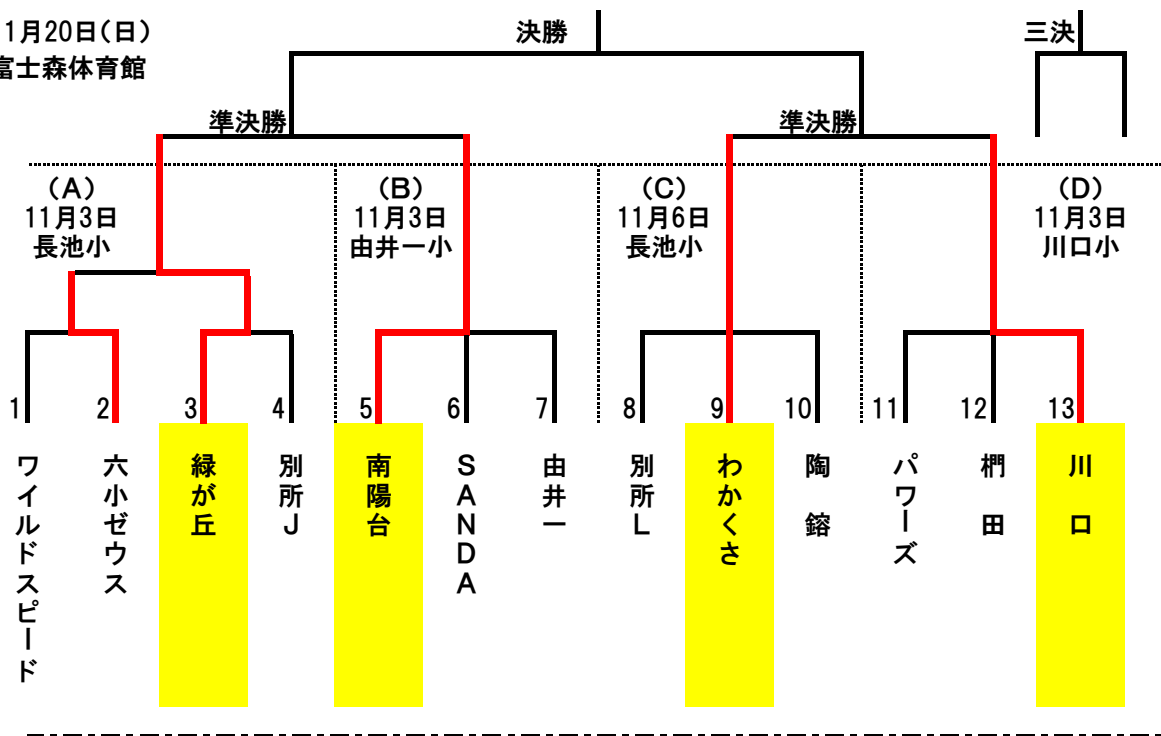 1月20日(日)
富士森体育館
決勝
三決
準決勝
準決勝
(A)
11月3日
長池小
(B)
11月3日
由井一小
(C)
11月6日
長池小
(D)
11月3日
川口小
1
2
3
4
5
6
7
8
9
10
11
12
13
ワイルドスピード
六小ゼウス
緑が丘
別所J
南陽台
SANDA
由井一
別所L
わかくさ
陶鎔
パワーズ
椚田
川口